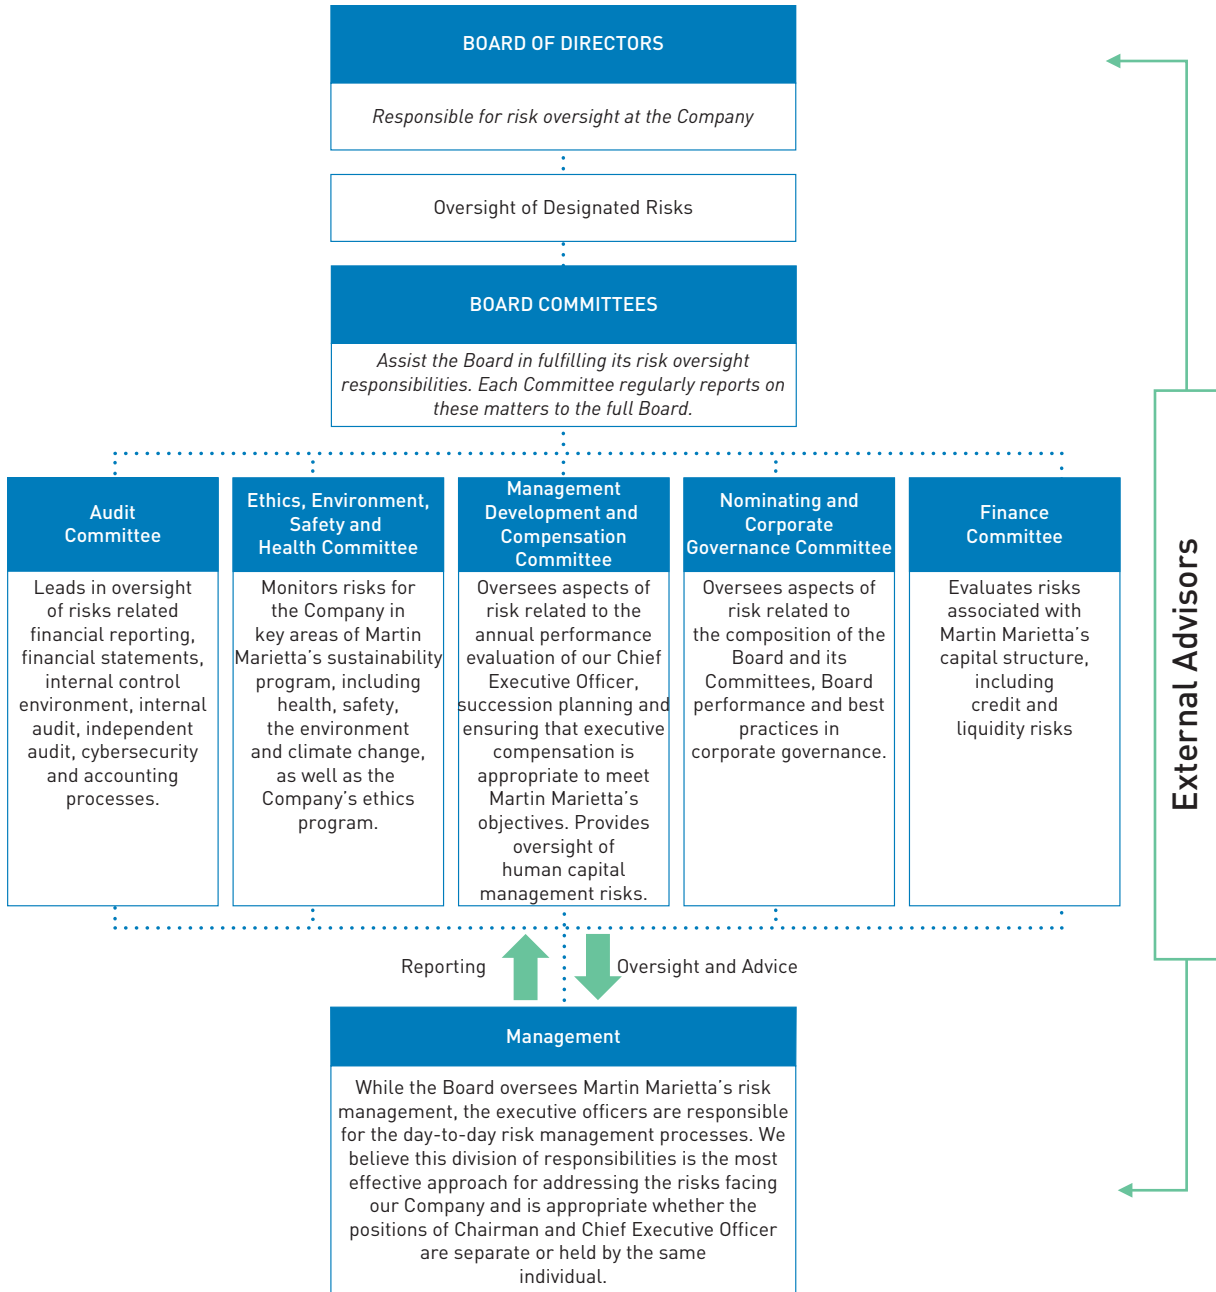 BOARD OF DIRECTORS
Responsible for risk oversight at the Company
Oversight of Designated Risks
BOARD COMMITTEES
Assist the Board in fulfilling its risk oversight
responsibilities. Each Committee regularly reports on
these matters to the full Board.
Audit
Committee
Leads in oversight
of risks related
financial reporting,
financial statements,
internal control
environment, internal
audit, independent
audit, cybersecurity
and accounting
processes.
Ethics, Environment,
Safety and
Health Committee
Monitors risks for
the Company in
key areas of Martin
Marietta's sustainability
program, including
health, safety,
the environment
and climate change,
as well as the
Company's ethics
program.
Management
Development and
Compensation
Committee
Oversees aspects of
risk related to the
annual performance
evaluation of our Chief
Executive Officer,
succession planning and
ensuring that executive
compensation is
appropriate to meet
Martin Marietta's
objectives. Provides
oversight of
human capital
management risks.
Nominating and
Corporate
Governance Committee
Oversees aspects of
risk related to
the composition of the
Board and its
Committees, Board
performance and best
practices in
corporate governance.
Finance
Committee
Evaluates risks
associated with
Martin Marietta's
capital structure,
including
credit and
liquidity risks
External Advisors
Reporting
Oversight and Advice
Management
While the Board oversees Martin Marietta's risk
management, the executive officers are responsible
for the day-to-day risk management processes. We
believe this division of responsibilities is the most
effective approach for addressing the risks facing
our Company and is appropriate whether the
positions of Chairman and Chief Executive Officer
are separate or held by the same
individual.